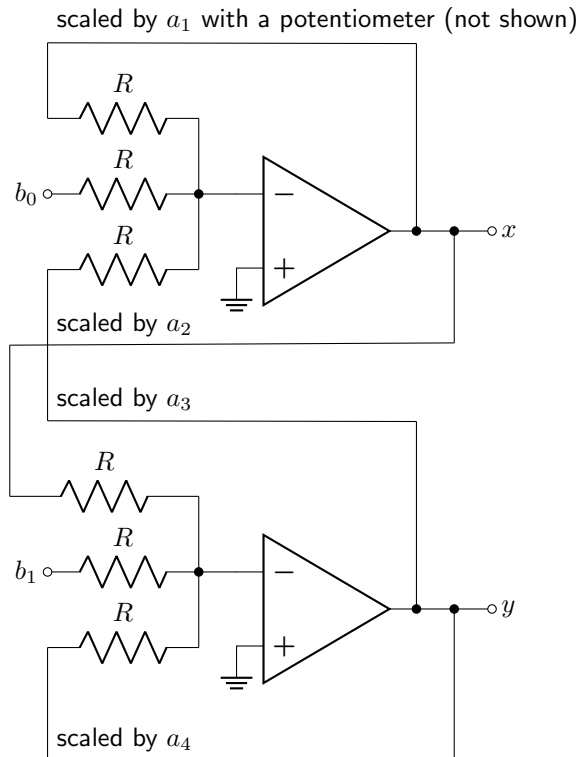 scaled by a₁ with a potentiometer (not shown)
R
R
b₀
R
x
scaled by a₂
scaled by a₃
R
R
b₁
R
y
scaled by a₄